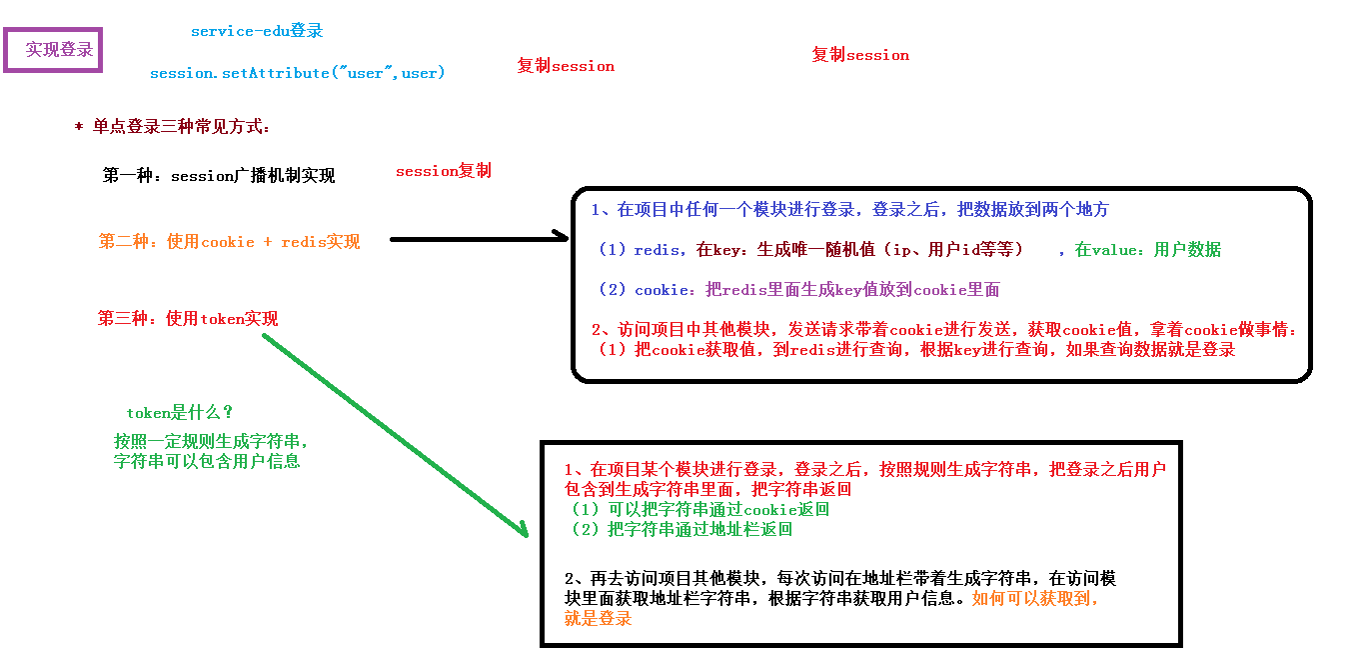 实现登录
service-edu登录
session.setAttribute("user",user)
复制session
复制session
* 单点登录三种常见方式：
第一种：session广播机制实现
session复制
第二种：使用cookie + redis实现
1、在项目中任何一个模块进行登录，登录之后，把数据放到两个地方
（1）redis，在key：生成唯一随机值（ip、用户id等等） ，在value：用户数据
（2）cookie：把redis里面生成key值放到cookie里面
2、访问项目中其他模块，发送请求带着cookie进行发送，获取cookie值，拿着cookie做事情：
（1）把cookie获取值，到redis进行查询，根据key进行查询，如果查询数据就是登录
第三种：使用token实现
token是什么？
按照一定规则生成字符串，
字符串可以包含用户信息
1、在项目某个模块进行登录，登录之后，按照规则生成字符串，把登录之后用户
包含到生成字符串里面，把字符串返回
（1）可以把字符串通过cookie返回
（2）把字符串通过地址栏返回
2、再去访问项目其他模块，每次访问在地址栏带着生成字符串，在访问模
块里面获取地址栏字符串，根据字符串获取用户信息。如何可以获取到，
就是登录